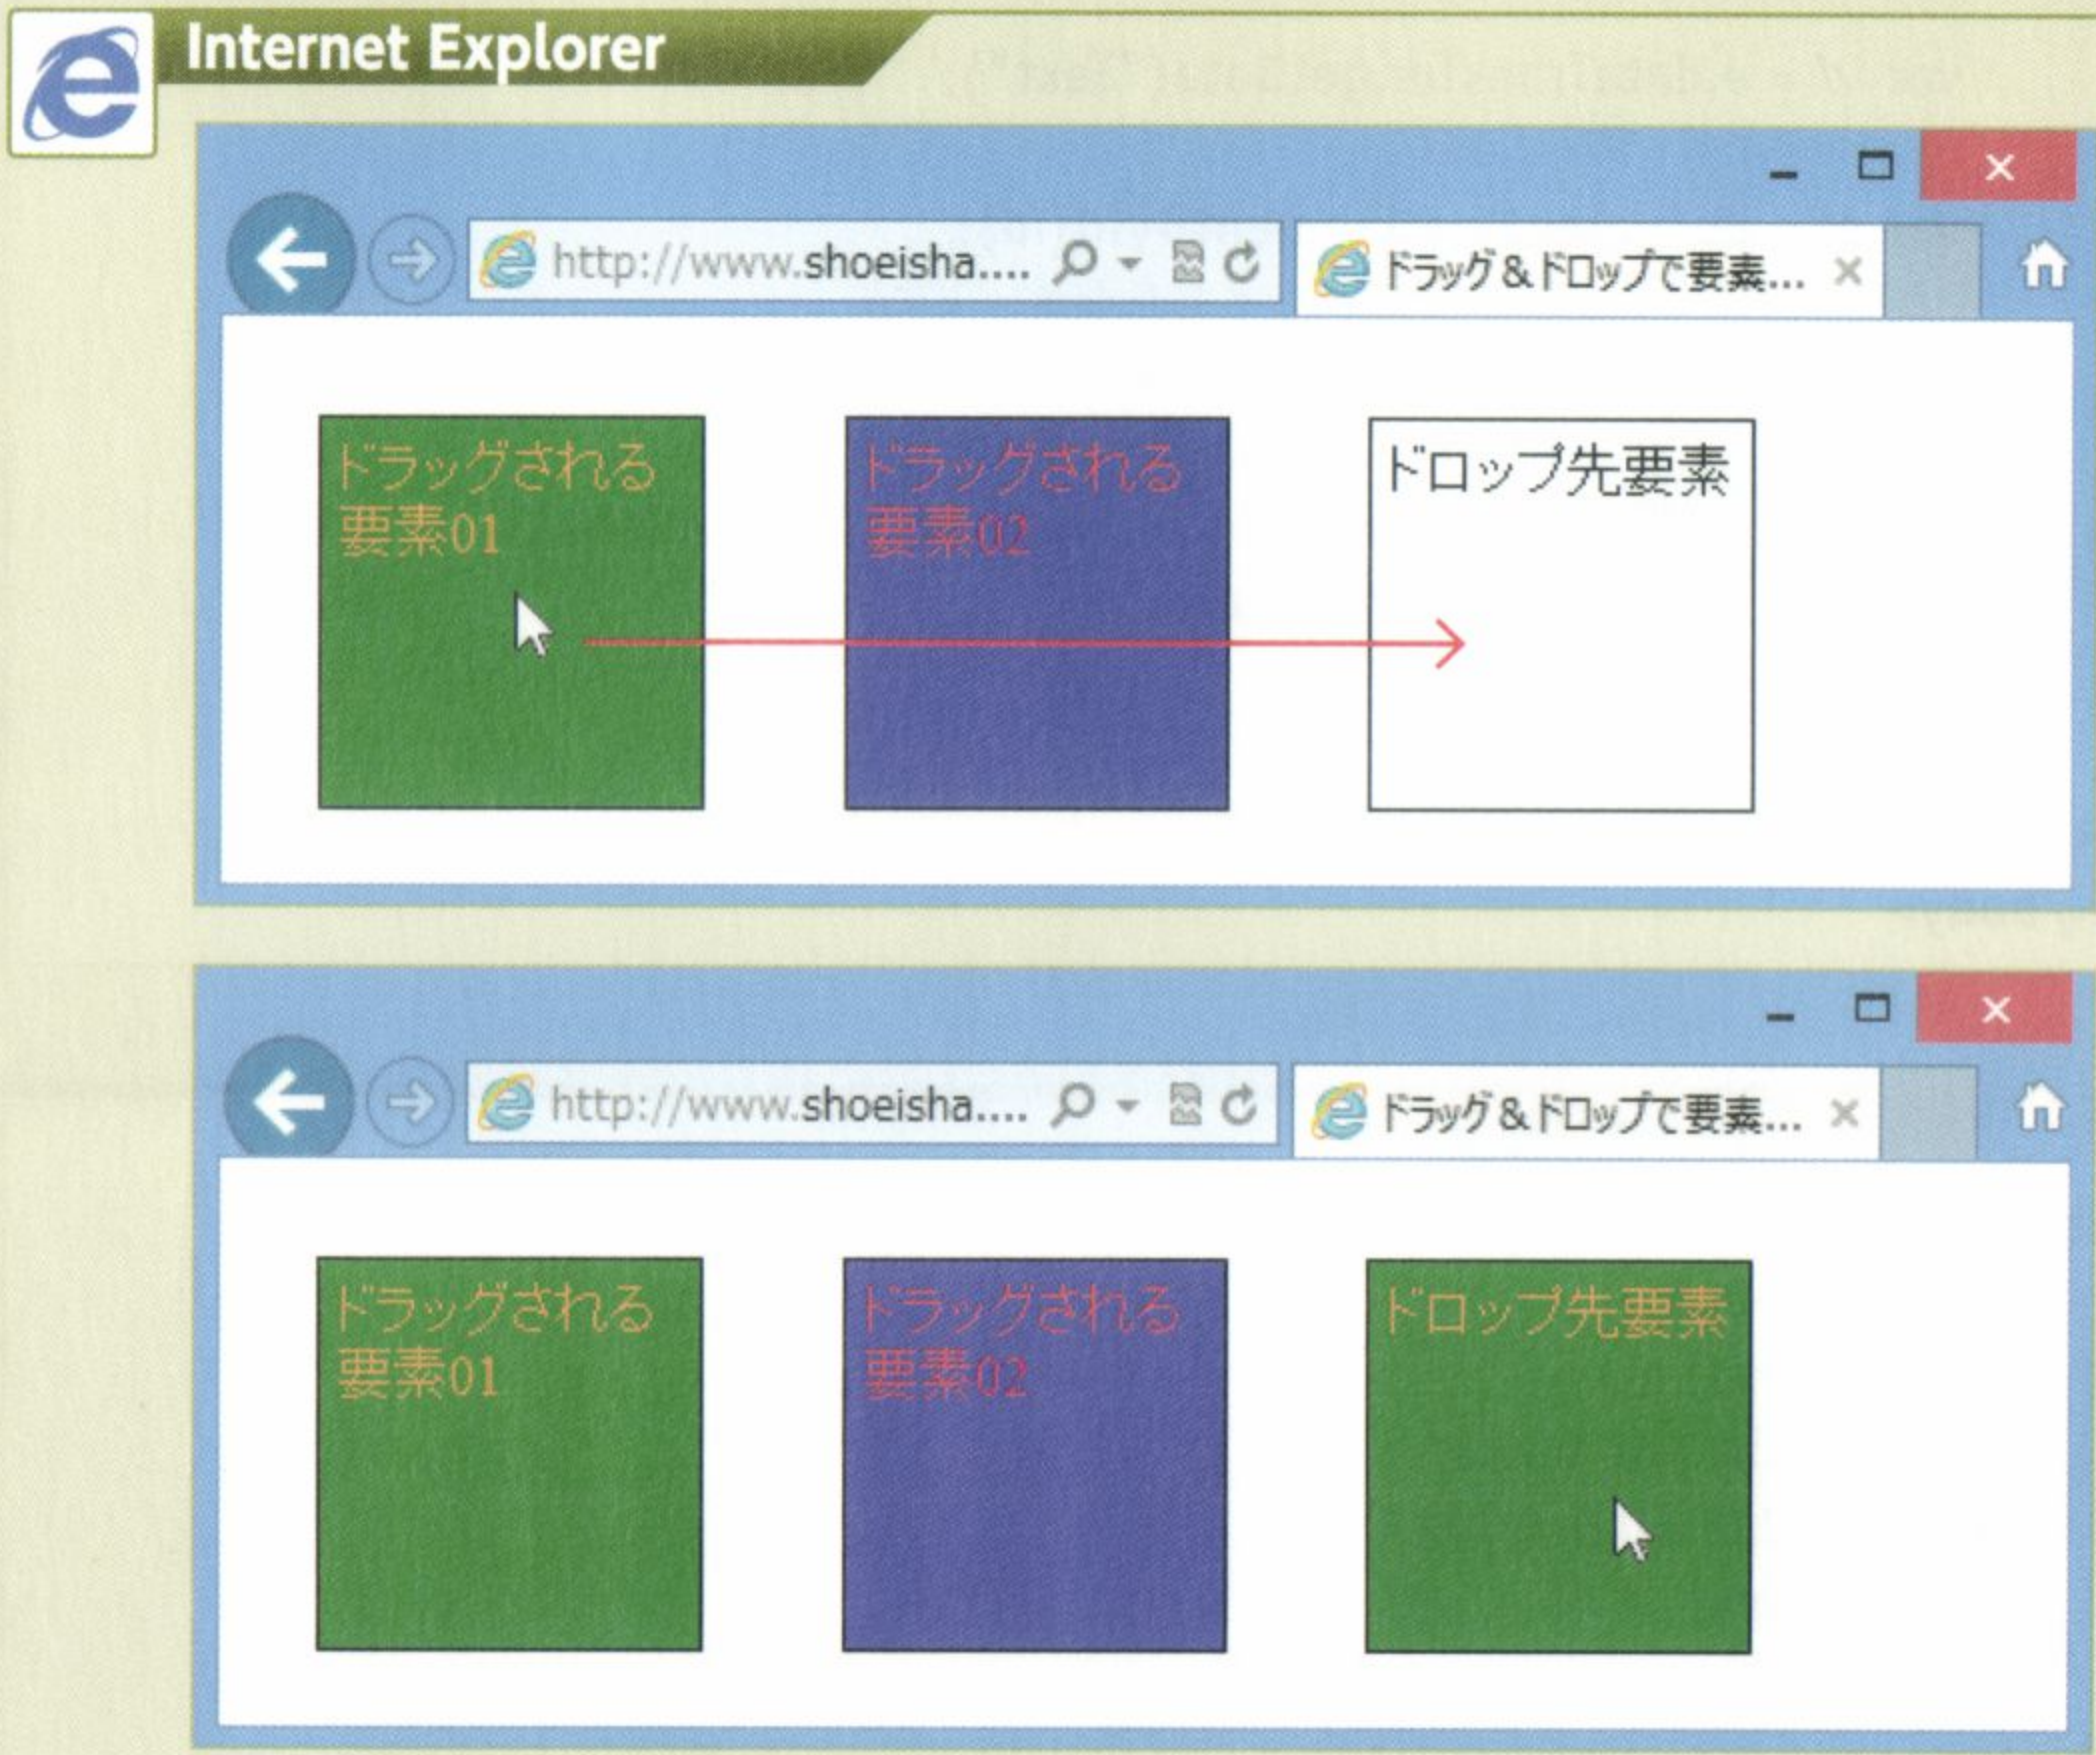 Internet Explorer
http://www.shoeisha....
ドラッグ＆ドロップで要素...
ドラッグされる
要素01
ドラッグされる
要素02
ドロップ先要素
http://www.shoeisha....
ドラッグ＆ドロップで要素...
ドラッグされる
要素01
ドラッグされる
要素02
ドロップ先要素